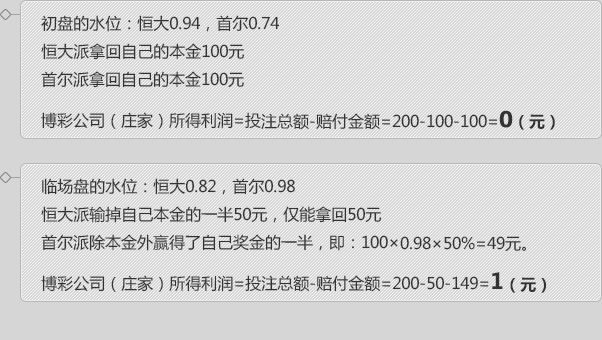 初盘的水位：恒大0.94，首尔0.74
恒大派拿回自己的本金100元
首尔派拿回自己的本金100元
博彩公司（庄家）所得利润=投注总额-赔付金额=200-100-100=0（元）
临场盘的水位：恒大0.82，首尔0.98
恒大派输掉自己本金的一半50元，仅能拿回50元
首尔派除本金外赢得了自己奖金的一半，即：100×0.98×50%=49元。
博彩公司（庄家）所得利润=投注总额-赔付金额=200-50-149=1（元）